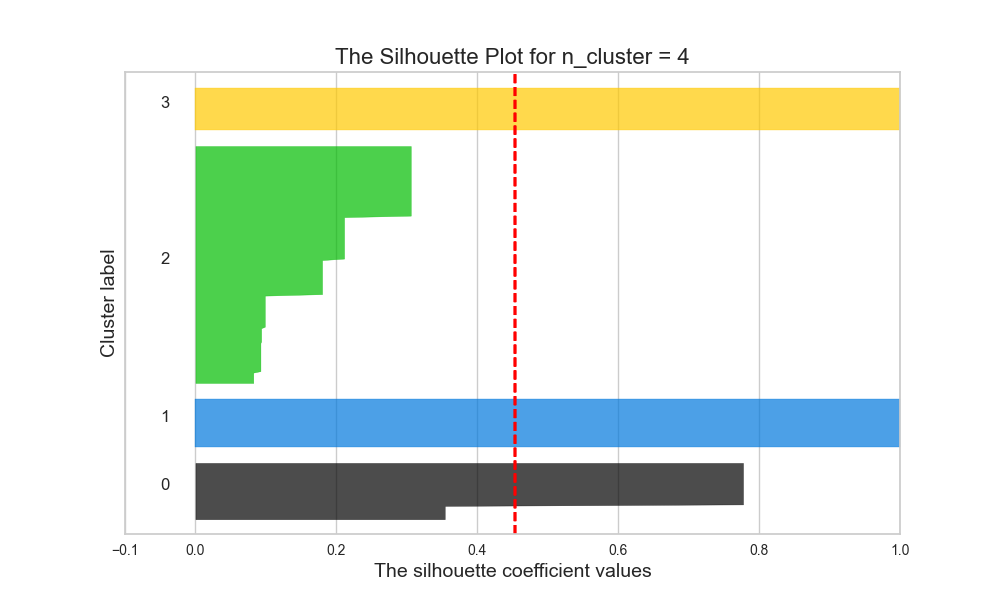 The Silhouette Plot for n_cluster = 4
3
2
1
0
Cluster label
−0.1 0.0 0.2 0.4 0.6 0.8 1.0
The silhouette coefficient values